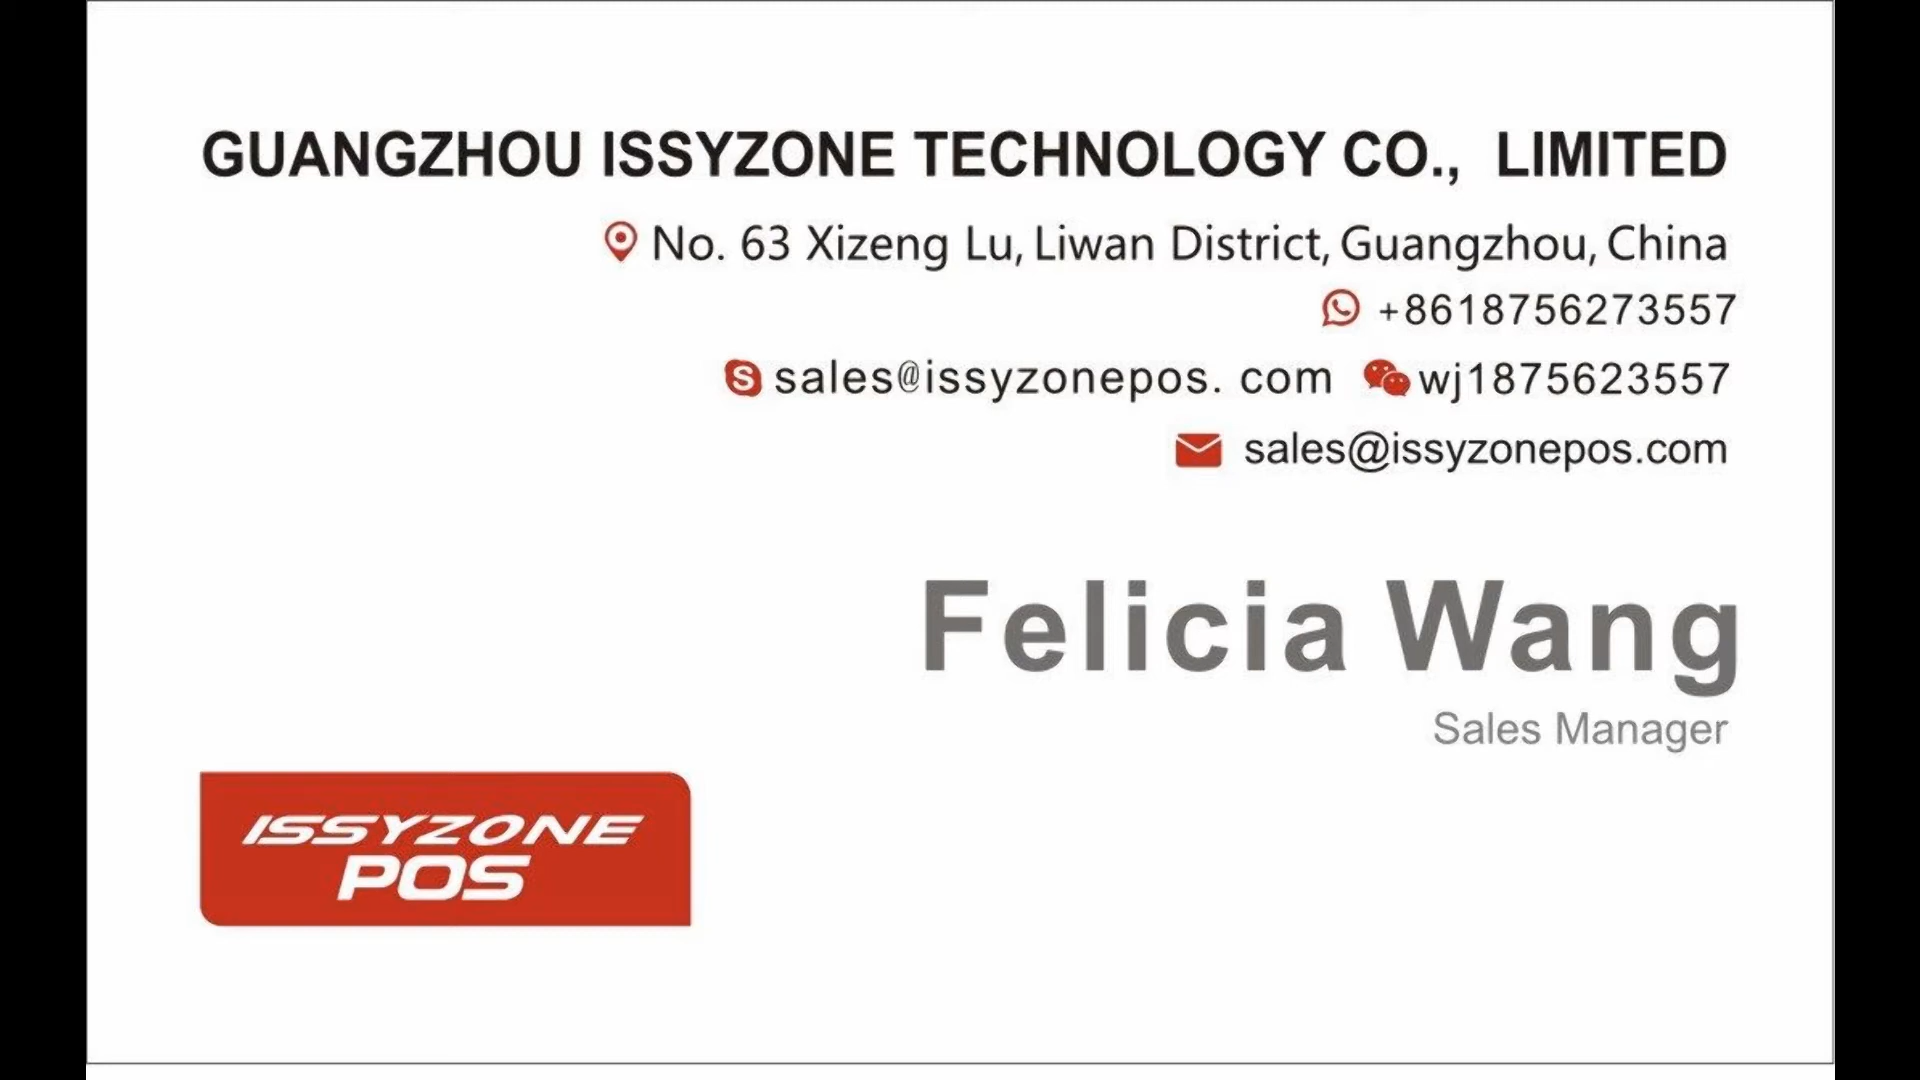 GUANGZHOU ISSYZONE TECHNOLOGY CO., LIMITED
No. 63 Xizeng Lu, Liwan District, Guangzhou, China
+8618756273557
sales@issyzonepos. com wj1875623557
sales@issyzonepos.com
Felicia Wang
Sales Manager
ISSYZONE
POS